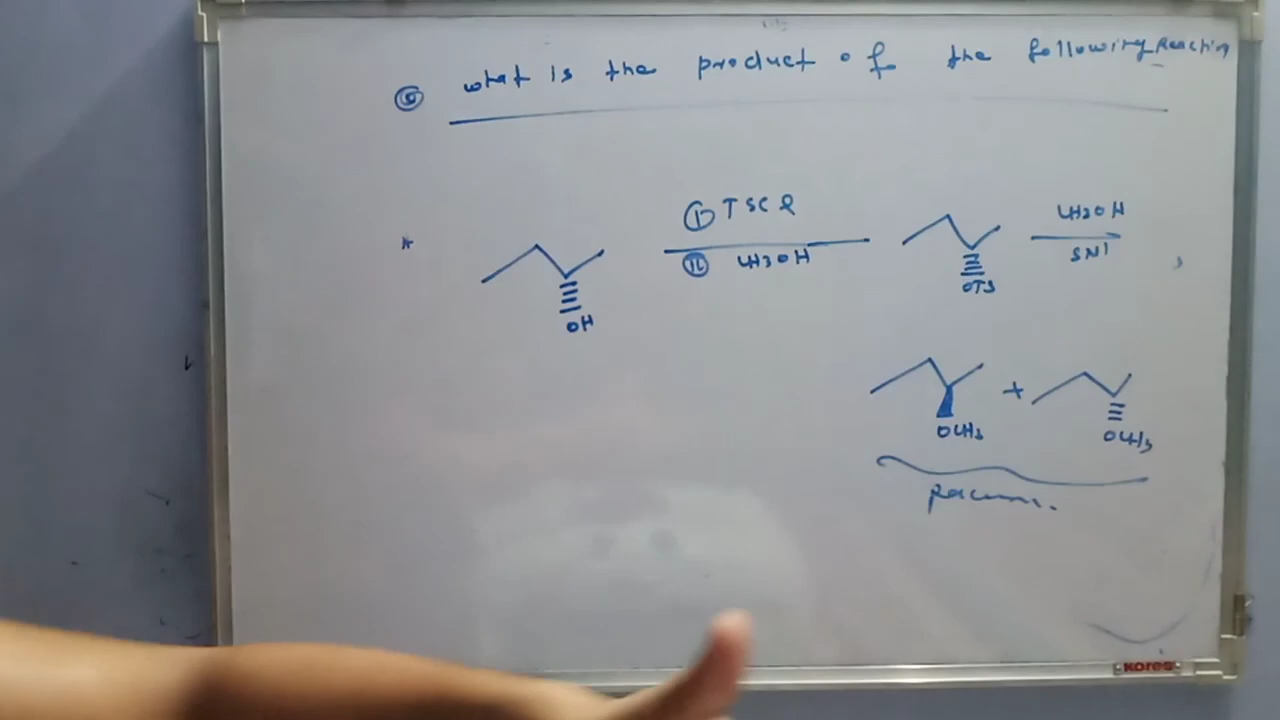 what is the product of the following Reaction
① TSCl
CH3OH
SN1
② CH3OH
OH
OTS
OCH3
+
OCH3
Racemic.
KORES